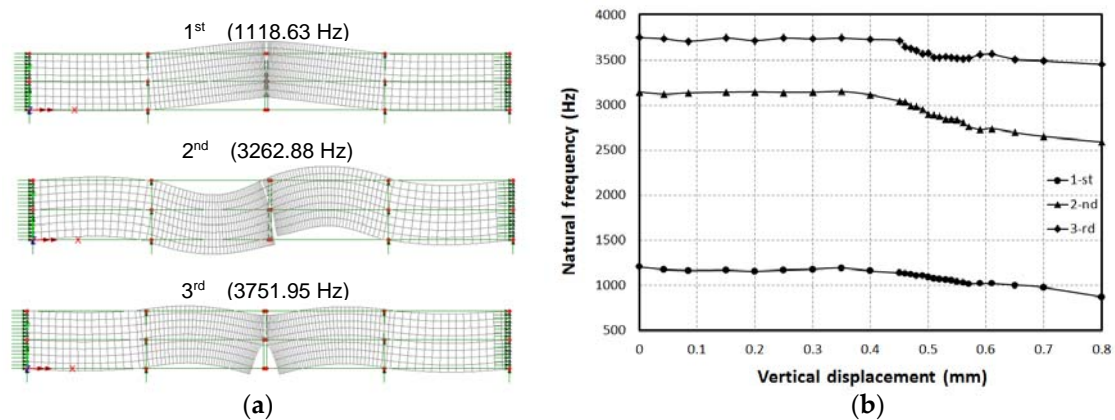 1st (1118.63 Hz)
X
2nd (3262.88 Hz)
X
3rd (3751.95 Hz)
X
(a)
(b)
4000
3500
3000
2500
2000
1500
1000
500
Natural frequency (Hz)
1-st
2-nd
3-rd
0 0.1 0.2 0.3 0.4 0.5 0.6 0.7 0.8
Vertical displacement (mm)
(b)